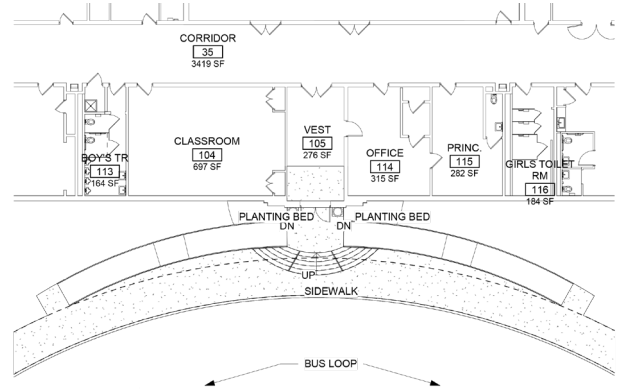 CORRIDOR
35
3419 SF
CLASSROOM
104
697 SF
VEST
105
276 SF
OFFICE
114
315 SF
PRINC.
115
282 SF
BOY'S TR
113
164 SF
GIRLS TOILET
RM
116
184 SF
PLANTING BED
PLANTING BED
DN
DN
UP
SIDEWALK
BUS LOOP